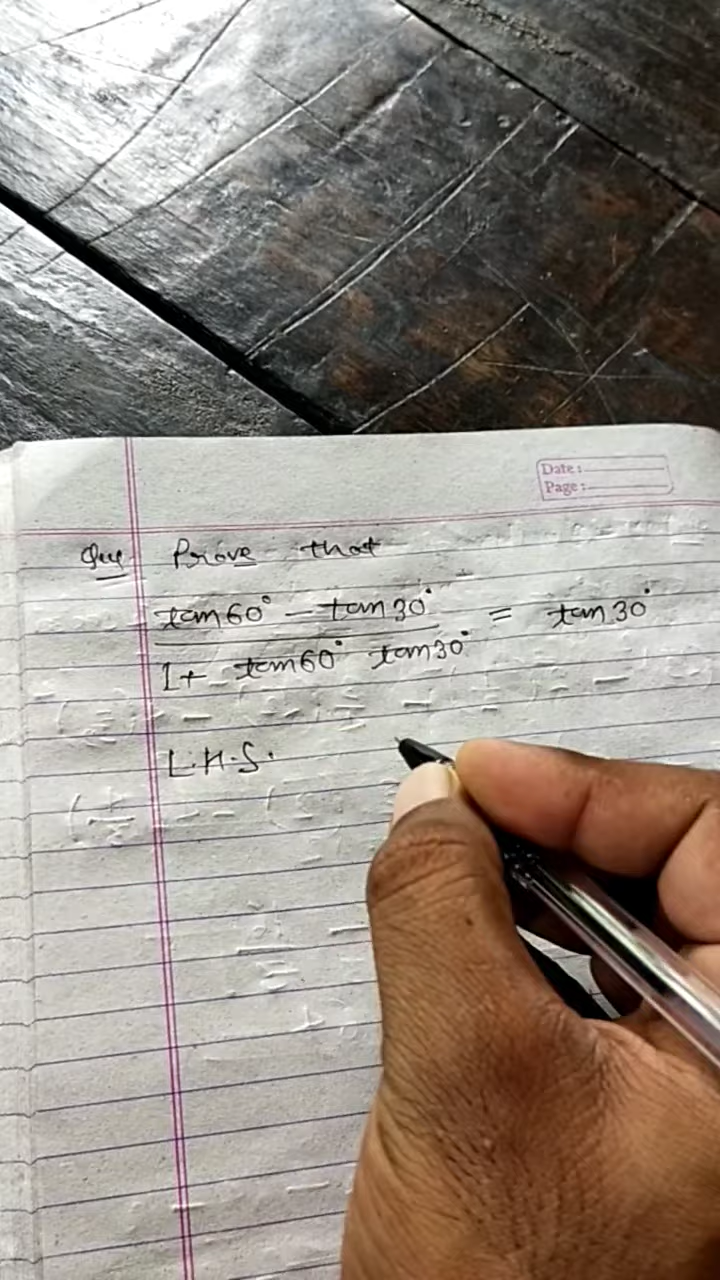 Date:
Page:
Que Prove that
tan60° - tan30°
1+ tan60° tan30°
= tan30°
L.H.S.